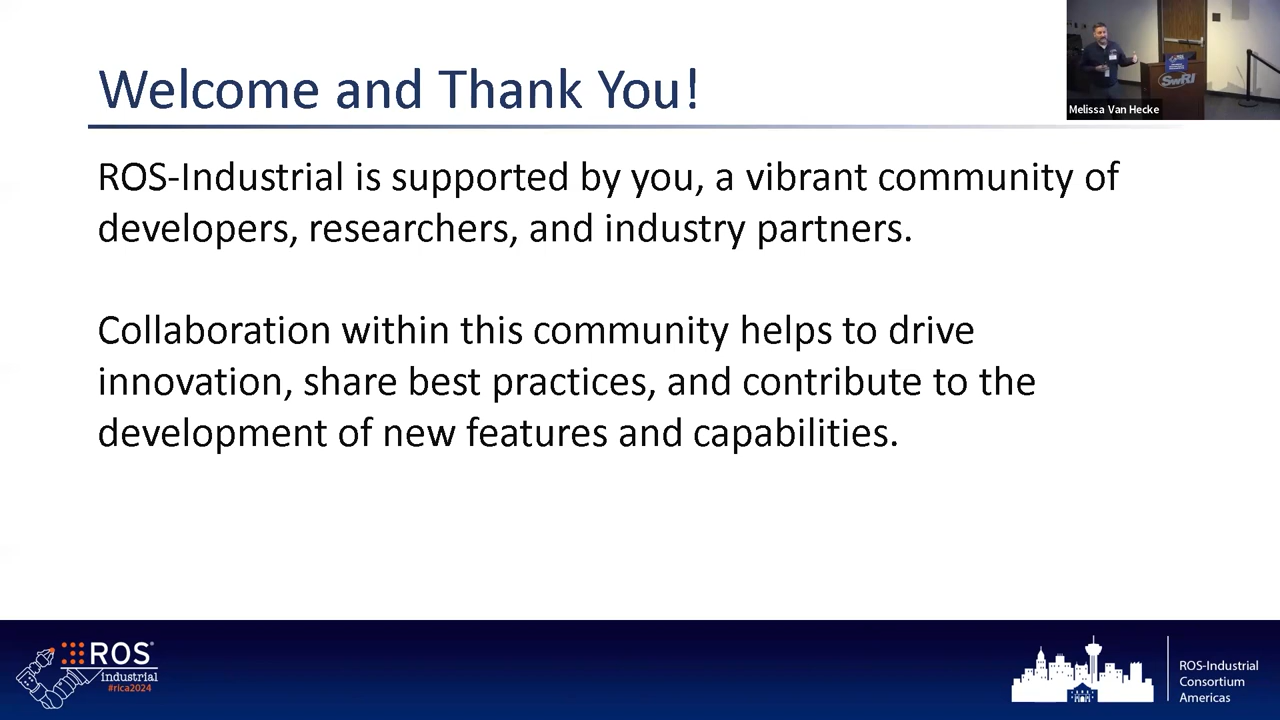 Welcome and Thank You!
SwRI
Melissa Van Hecke
ROS-Industrial is supported by you, a vibrant community of
developers, researchers, and industry partners.
Collaboration within this community helps to drive
innovation, share best practices, and contribute to the
development of new features and capabilities.
ROS
Industrial
#rica2024
ROS-Industrial
Consortium
Americas